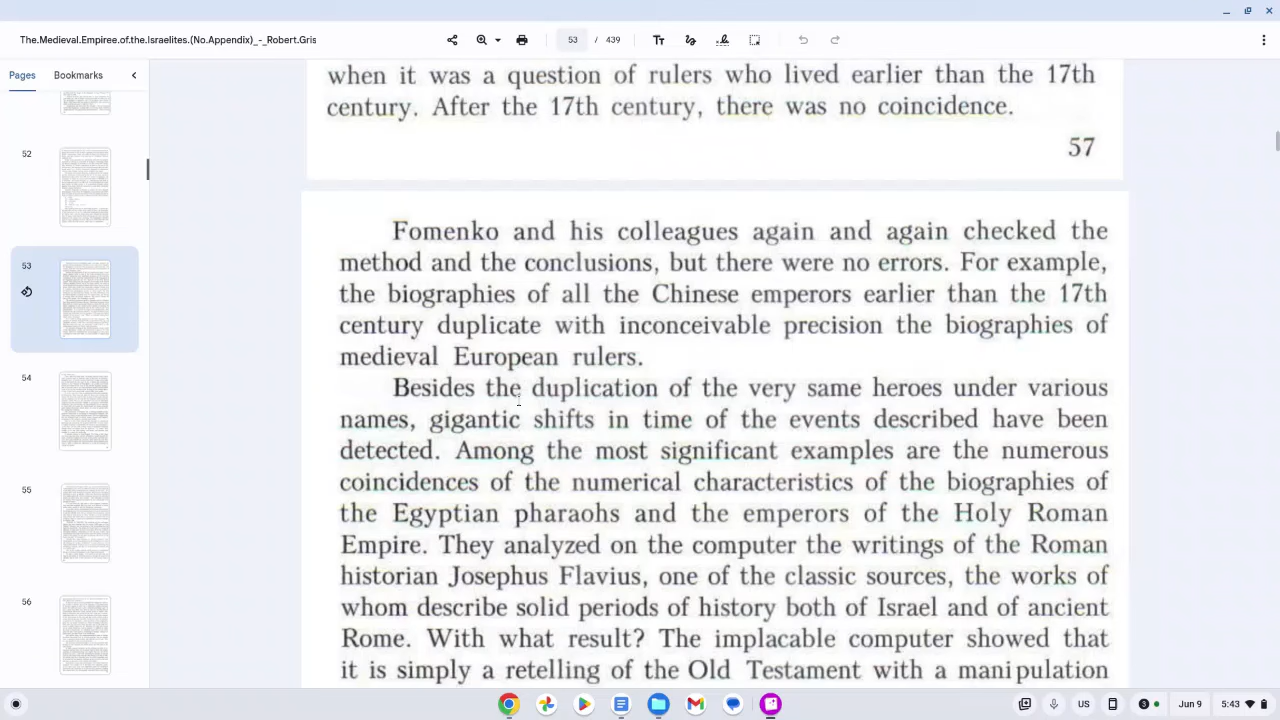 The.Medieval.Empiree.of.the.Israelites.(No.Appendix)_-_Robert.Gris
53 / 439
Pages
Bookmarks
52
53
55
when it was a question of rulers who lived earlier than the 17th
century. After the 17th century, there was no coincidence.
57
Fomenko and his colleagues again and again checked the
method and the conclusions, but there were no errors. For example,
the biographies of all the Chinese emperors earlier than the 17th
century duplicate with inconceivable precision the biographies of
medieval European rulers.
Besides the duplication of the very same heroes under various
names, gigantic shifts in time of the events described have been
detected. Among the most significant examples are the numerous
coincidences of the numerical characteristics of the biographies of
the Egyptian pharaohs and the emperors of the Holy Roman
Empire. They analyzed on the computer the writings of the Roman
historian Josephus Flavius, one of the classic sources, the works of
whom describe solid periods of history both of Israel and of ancient
Rome. With what result? The implacable computer showed that
it is simply a retelling of the Old Testament with a manipulation
US
3
Jun 9
5:43